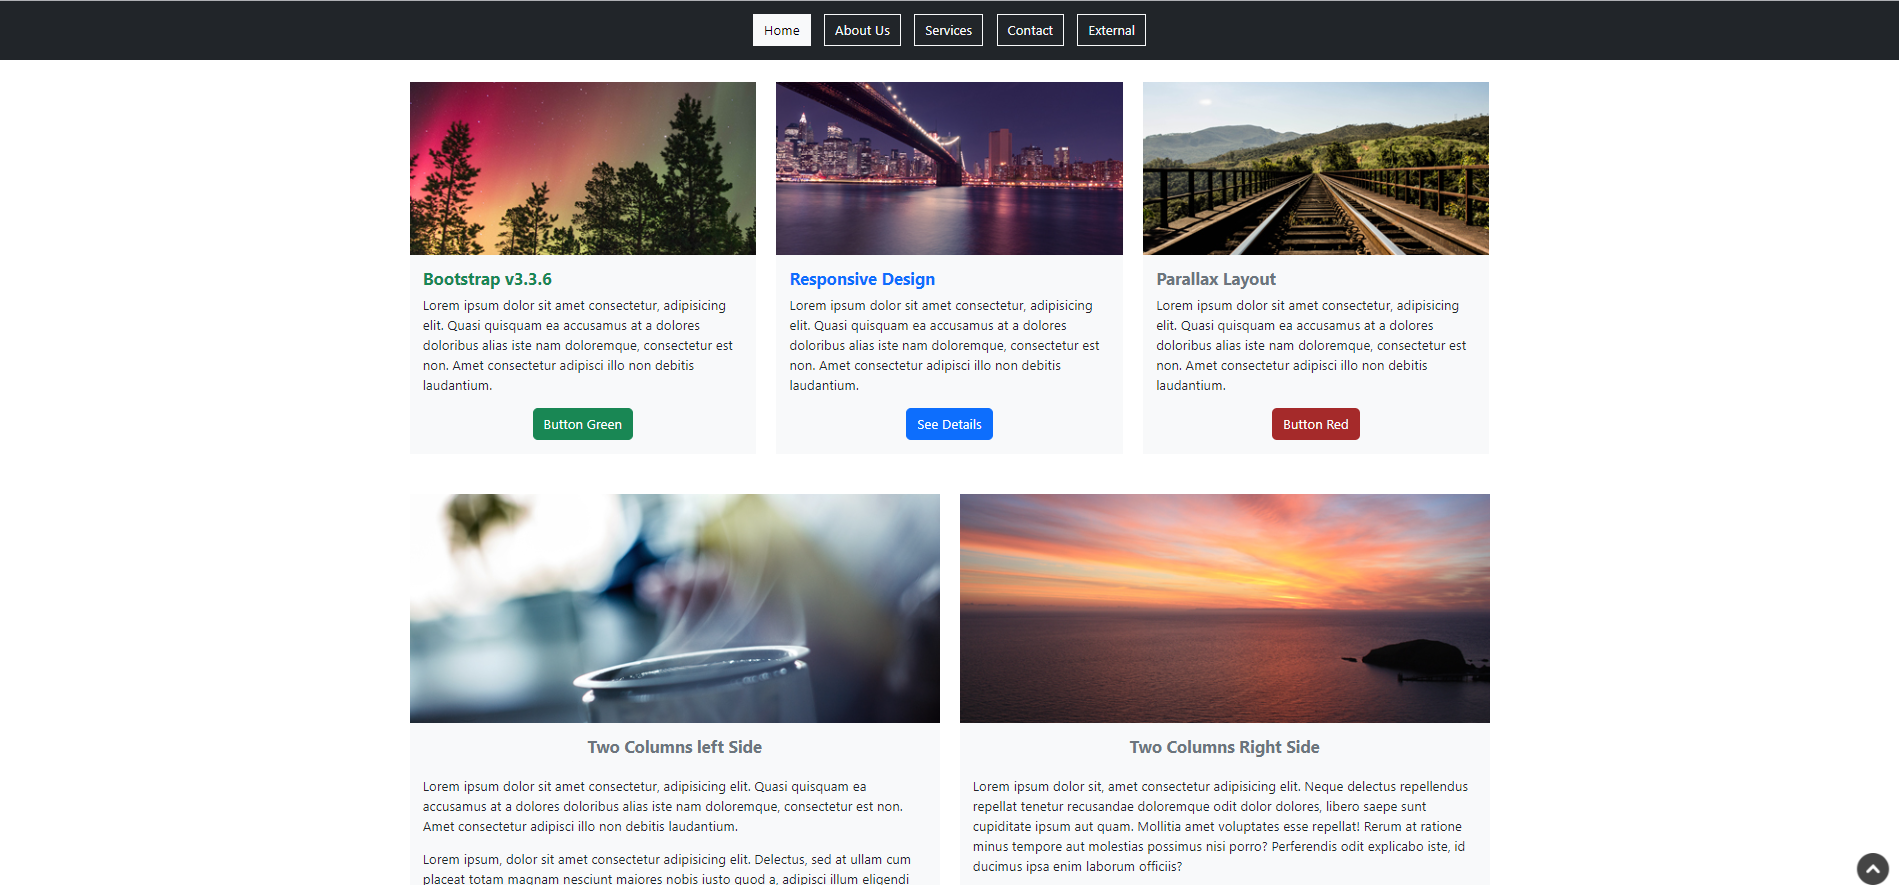 Home About Us Services Contact External
Bootstrap v3.3.6
Lorem ipsum dolor sit amet consectetur, adipisicing
elit. Quasi quisquam ea accusamus at a dolores
doloribus alias iste nam doloremque, consectetur est
non. Amet consectetur adipisci illo non debitis
laudantium.
Button Green
Responsive Design
Lorem ipsum dolor sit amet consectetur, adipisicing
elit. Quasi quisquam ea accusamus at a dolores
doloribus alias iste nam doloremque, consectetur est
non. Amet consectetur adipisci illo non debitis
laudantium.
See Details
Parallax Layout
Lorem ipsum dolor sit amet consectetur, adipisicing
elit. Quasi quisquam ea accusamus at a dolores
doloribus alias iste nam doloremque, consectetur est
non. Amet consectetur adipisci illo non debitis
laudantium.
Button Red
Two Columns left Side
Lorem ipsum dolor sit amet consectetur, adipisicing elit. Quasi quisquam ea
accusamus at a dolores doloribus alias iste nam doloremque, consectetur est non.
Amet consectetur adipisci illo non debitis laudantium.
Lorem ipsum, dolor sit amet consectetur adipisicing elit. Delectus, sed at ullam cum
placeat totam magnam nesciunt maiores nobis iusto quod a, adipisci illum eligendi
Two Columns Right Side
Lorem ipsum dolor sit, amet consectetur adipisicing elit. Neque delectus repellendus
repellat tenetur recusandae doloremque odit dolor dolores, libero saepe sunt
cupiditate ipsum aut quam. Mollitia amet voluptates esse repellat! Rerum at ratione
minus tempore aut molestias possimus nisi porro? Perferendis odit explicabo iste, id
ducimus ipsa enim laborum officiis?